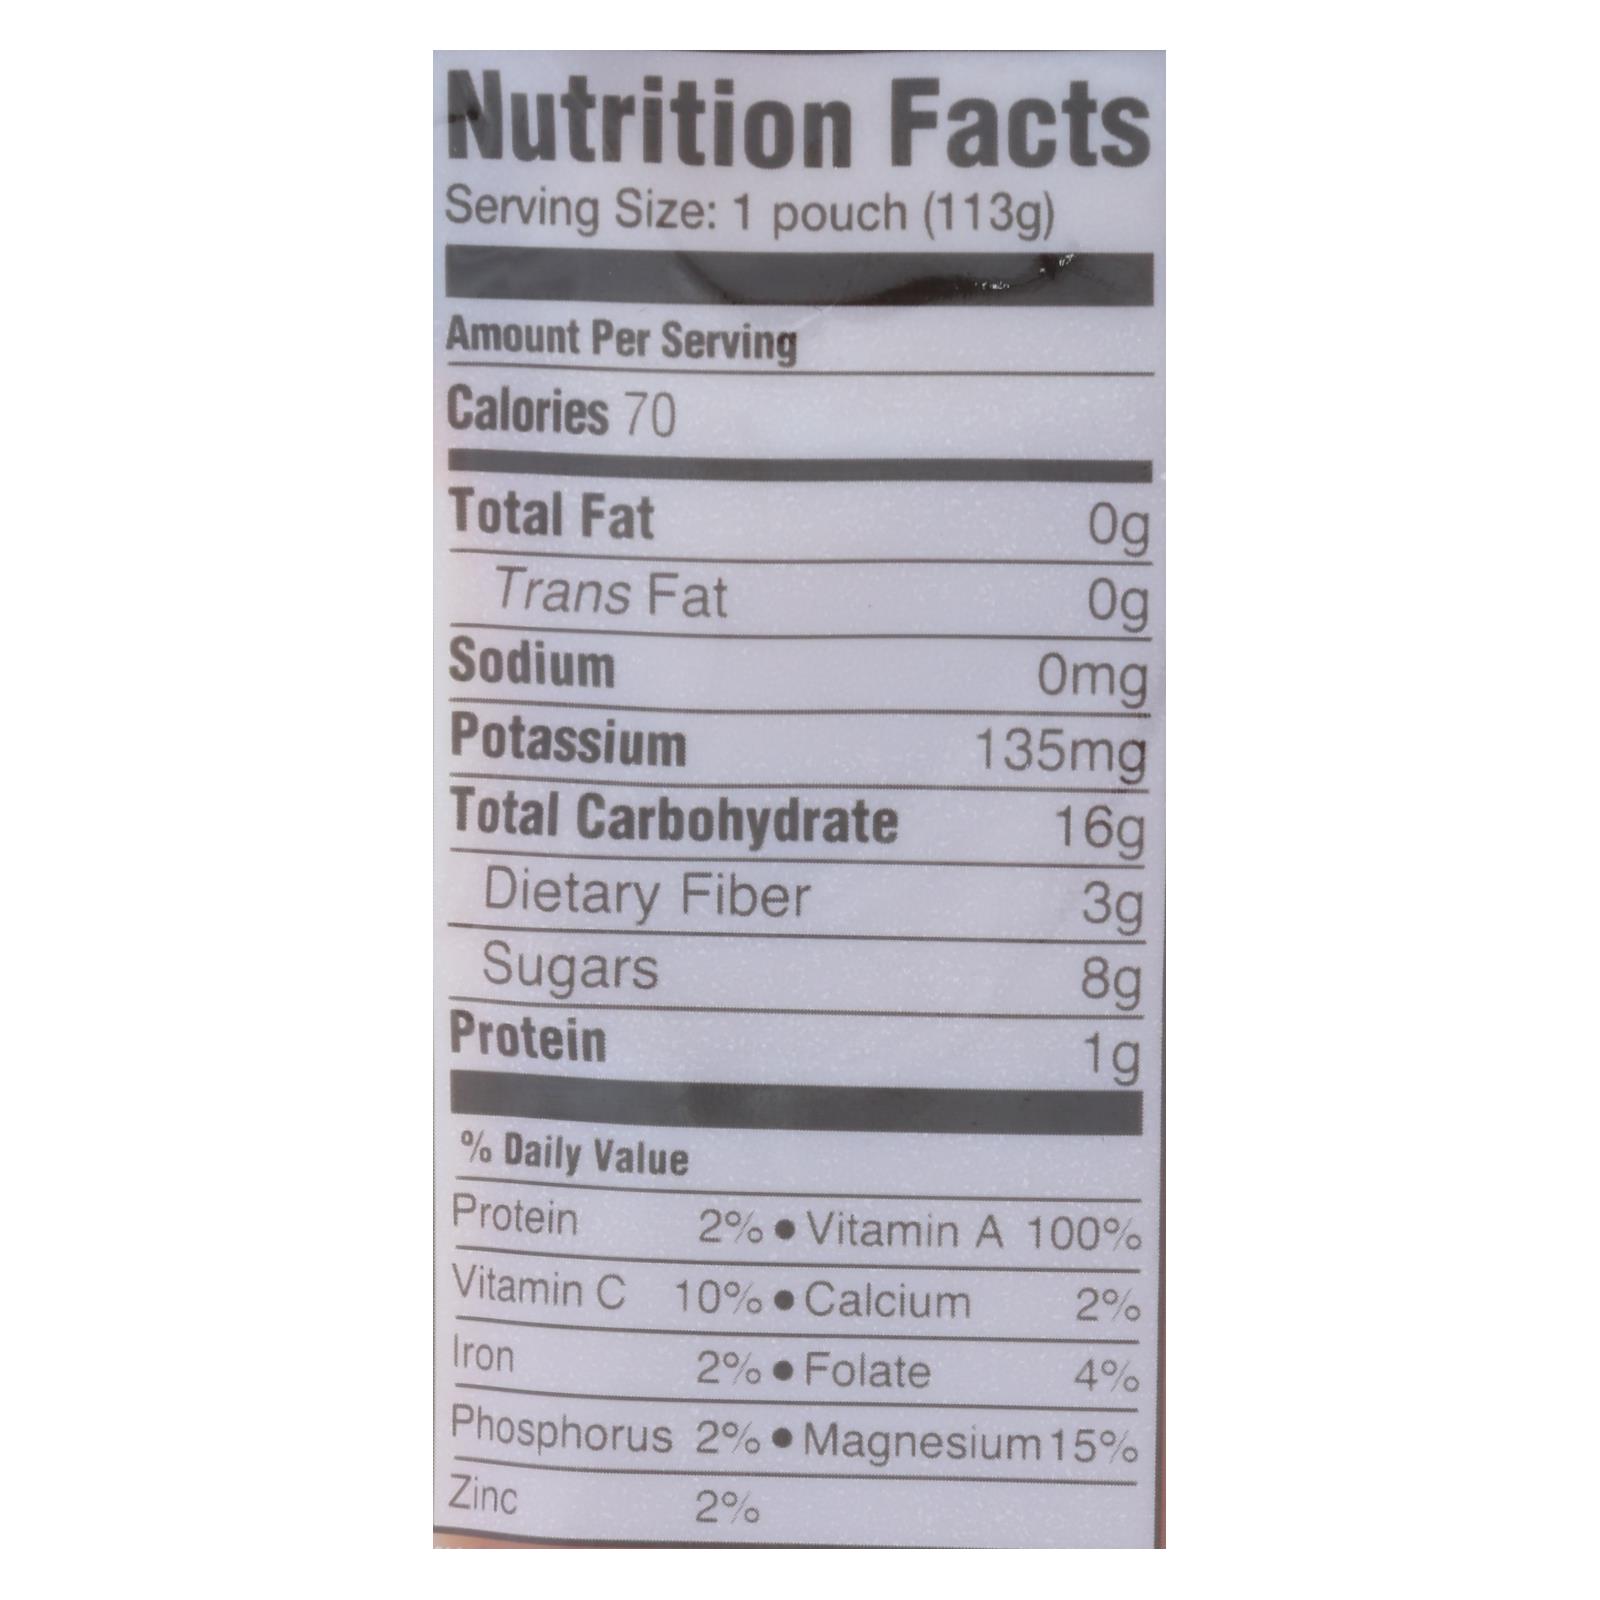 Nutrition Facts
Serving Size: 1 pouch (113g)
Amount Per Serving
Calories 70
Total Fat 0g
Trans Fat 0g
Sodium 0mg
Potassium 135mg
Total Carbohydrate 16g
Dietary Fiber 3g
Sugars 8g
Protein 1g
% Daily Value
Protein 2% ● Vitamin A 100%
Vitamin C 10% ● Calcium 2%
Iron 2% ● Folate 4%
Phosphorus 2% ● Magnesium 15%
Zinc 2%